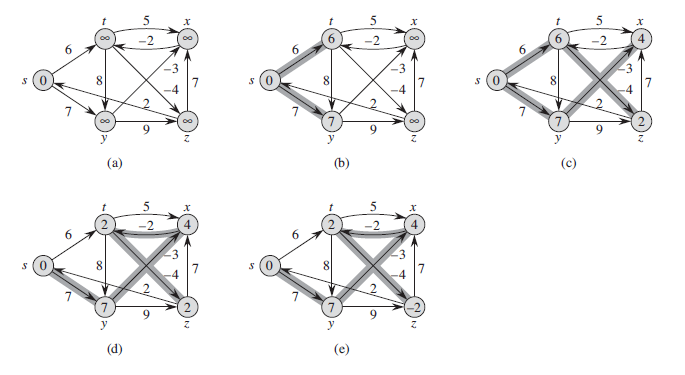 t 5 x
6 ∞ −2 ∞
s 0 8 −3 7
−4
7 2
∞ 9 ∞
y z
(a)
t 5 x
6 6 −2 ∞
s 0 8 −3 7
−4
7 2
7 9 ∞
y z
(b)
t 5 x
6 6 −2 4
s 0 8 −3 7
−4
7 2
7 9 2
y z
(c)
t 5 x
6 2 −2 4
s 0 8 −3 7
−4
7 2
7 9 2
y z
(d)
t 5 x
6 2 −2 4
s 0 8 −3 7
−4
7 2
7 9 −2
y z
(e)